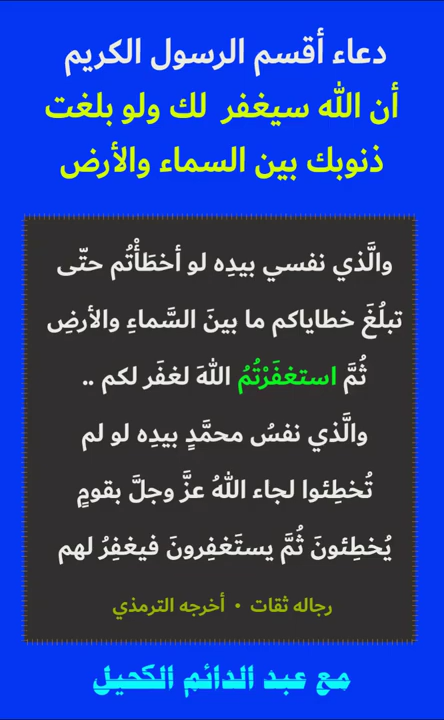 دعاء أقسم الرسول الكريم
أن الله سيغفر لك ولو بلغت
ذنوبك بين السماء والأرض
والَّذي نفسي بيدِه لو أخطَأْتُم حتّى
تبلُغَ خطاياكم ما بينَ السَّماءِ والأرضِ
ثُمَّ استغفَرْتُمُ اللهَ لغفَر لكم ..
والَّذي نفسُ محمَّدٍ بيدِه لو لم
تُخطِئوا لجاء اللهُ عزَّ وجلَّ بقومٍ
يُخطِئونَ ثُمَّ يستَغفِرونَ فيغفِرُ لهم
رجاله ثقات • أخرجه الترمذي
مع عبد الدائم الكحيل